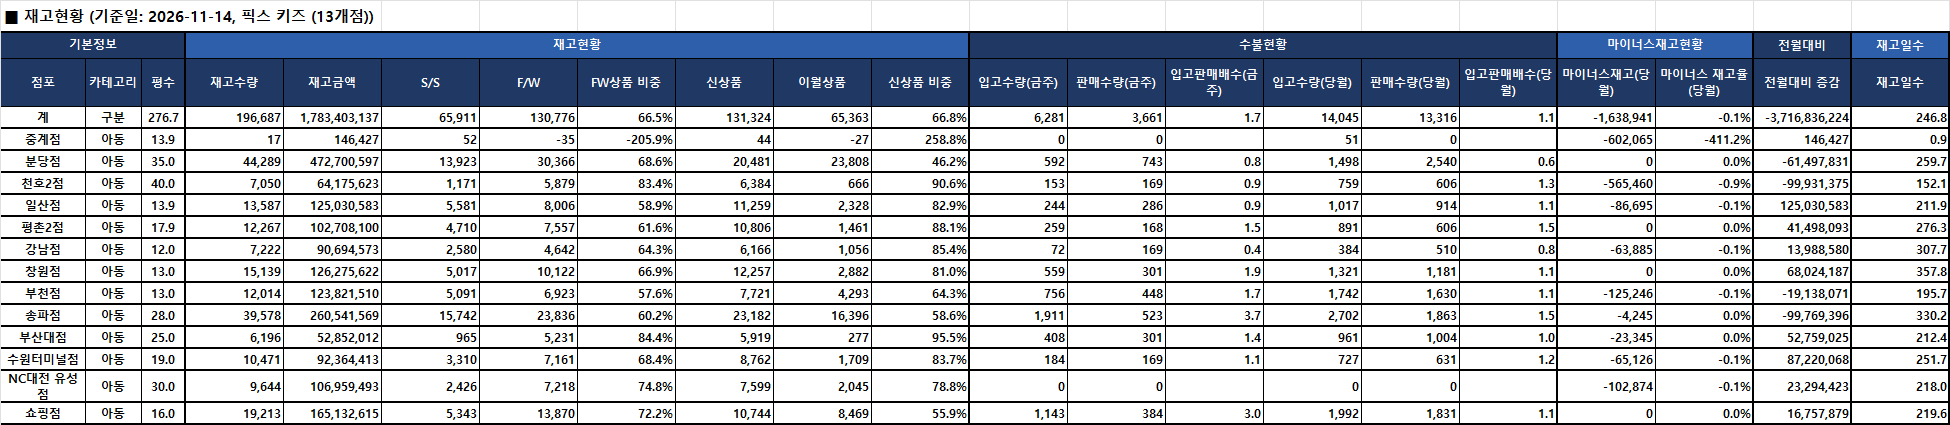 ■ 재고현황 (기준일: 2026-11-14, 픽스 키즈 (13개점))
기본정보 재고현황 수불현황 마이너스재고현황 전월대비 재고일수
점포 카테고리 평수 재고수량 재고금액 S/S F/W FW상품 비중 신상품 이월상품 신상품 비중 입고수량(금주) 판매수량(금주) 입고판매배수(금주) 입고수량(당월) 판매수량(당월) 입고판매배수(당월) 마이너스재고(당월) 마이너스 재고율(당월) 전월대비 증감 재고일수
계 구분 276.7 196,687 1,783,403,137 65,911 130,776 66.5% 131,324 65,363 66.8% 6,281 3,661 1.7 14,045 13,316 1.1 -1,638,941 -0.1% -3,716,836,224 246.8
중계점 아동 13.9 17 146,427 52 -35 -205.9% 44 -27 258.8% 0 0 51 0 -602,065 -411.2% 146,427 0.9
분당점 아동 35.0 44,289 472,700,597 13,923 30,366 68.6% 20,481 23,808 46.2% 592 743 0.8 1,498 2,540 0.6 0 0.0% -61,497,831 259.7
천호2점 아동 40.0 7,050 64,175,623 1,171 5,879 83.4% 6,384 666 90.6% 153 169 0.9 759 606 1.3 -565,460 -0.9% -99,931,375 152.1
일산점 아동 13.9 13,587 125,030,583 5,581 8,006 58.9% 11,259 2,328 82.9% 244 286 0.9 1,017 914 1.1 -86,695 -0.1% 125,030,583 211.9
평촌2점 아동 17.9 12,267 102,708,100 4,710 7,557 61.6% 10,806 1,461 88.1% 259 168 1.5 891 606 1.5 0 0.0% 41,498,093 276.3
강남점 아동 12.0 7,222 90,694,573 2,580 4,642 64.3% 6,166 1,056 85.4% 72 169 0.4 384 510 0.8 -63,885 -0.1% 13,988,580 307.7
창원점 아동 13.0 15,139 126,275,622 5,017 10,122 66.9% 12,257 2,882 81.0% 559 301 1.9 1,321 1,181 1.1 0 0.0% 68,024,187 357.8
부천점 아동 13.0 12,014 123,821,510 5,091 6,923 57.6% 7,721 4,293 64.3% 756 448 1.7 1,742 1,630 1.1 -125,246 -0.1% -19,138,071 195.7
송파점 아동 28.0 39,578 260,541,569 15,742 23,836 60.2% 23,182 16,396 58.6% 1,911 523 3.7 2,702 1,863 1.5 -4,245 0.0% -99,769,396 330.2
부산대점 아동 25.0 6,196 52,852,012 965 5,231 84.4% 5,919 277 95.5% 408 301 1.4 961 1,004 1.0 -23,345 0.0% 52,759,025 212.4
수원터미널점 아동 19.0 10,471 92,364,413 3,310 7,161 68.4% 8,762 1,709 83.7% 184 169 1.1 727 631 1.2 -65,126 -0.1% 87,220,068 251.7
NC대전 유성점 아동 30.0 9,644 106,959,493 2,426 7,218 74.8% 7,599 2,045 78.8% 0 0 0 0 -102,874 -0.1% 23,294,423 218.0
쇼핑점 아동 16.0 19,213 165,132,615 5,343 13,870 72.2% 10,744 8,469 55.9% 1,143 384 3.0 1,992 1,831 1.1 0 0.0% 16,757,879 219.6